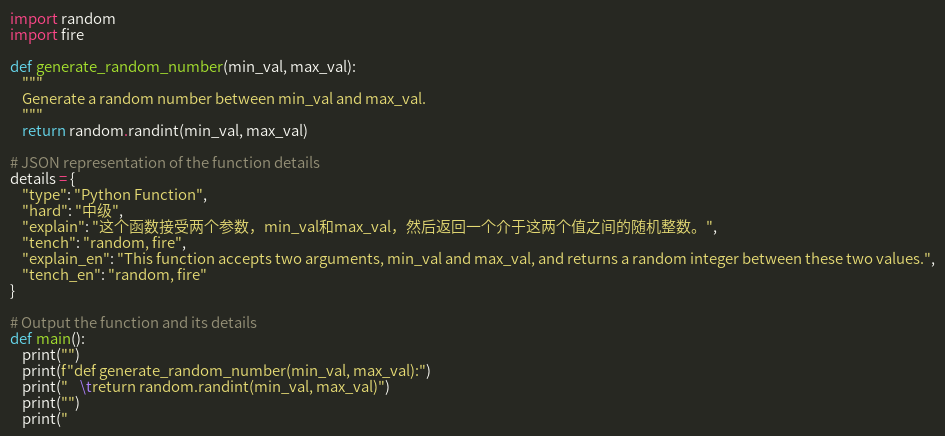 import random
import fire

def generate_random_number(min_val, max_val):
    """
    Generate a random number between min_val and max_val.
    """
    return random.randint(min_val, max_val)

# JSON representation of the function details
details = {
    "type": "Python Function",
    "hard": "中级",
    "explain": "这个函数接受两个参数，min_val和max_val，然后返回一个介于这两个值之间的随机整数。",
    "tench": "random, fire",
    "explain_en": "This function accepts two arguments, min_val and max_val, and returns a random integer between these two values.",
    "tench_en": "random, fire"
}

# Output the function and its details
def main():
    print("")
    print(f"def generate_random_number(min_val, max_val):")
    print("    \treturn random.randint(min_val, max_val)")
    print("")
    print("